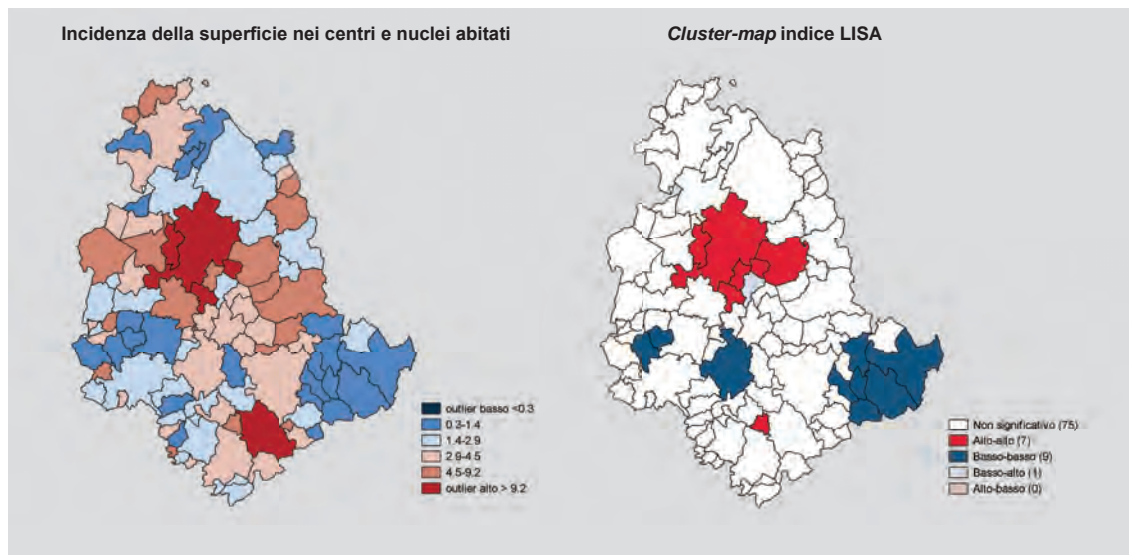 Incidenza della superficie nei centri e nuclei abitati
Cluster-map indice LISA
outlier basso <0.3
0.3-1.4
1.4-2.9
2.9-4.5
4.5-9.2
outlier alto > 9.2
Non significativo (75)
Alto-alto (7)
Basso-basso (9)
Basso-alto (1)
Alto-basso (0)